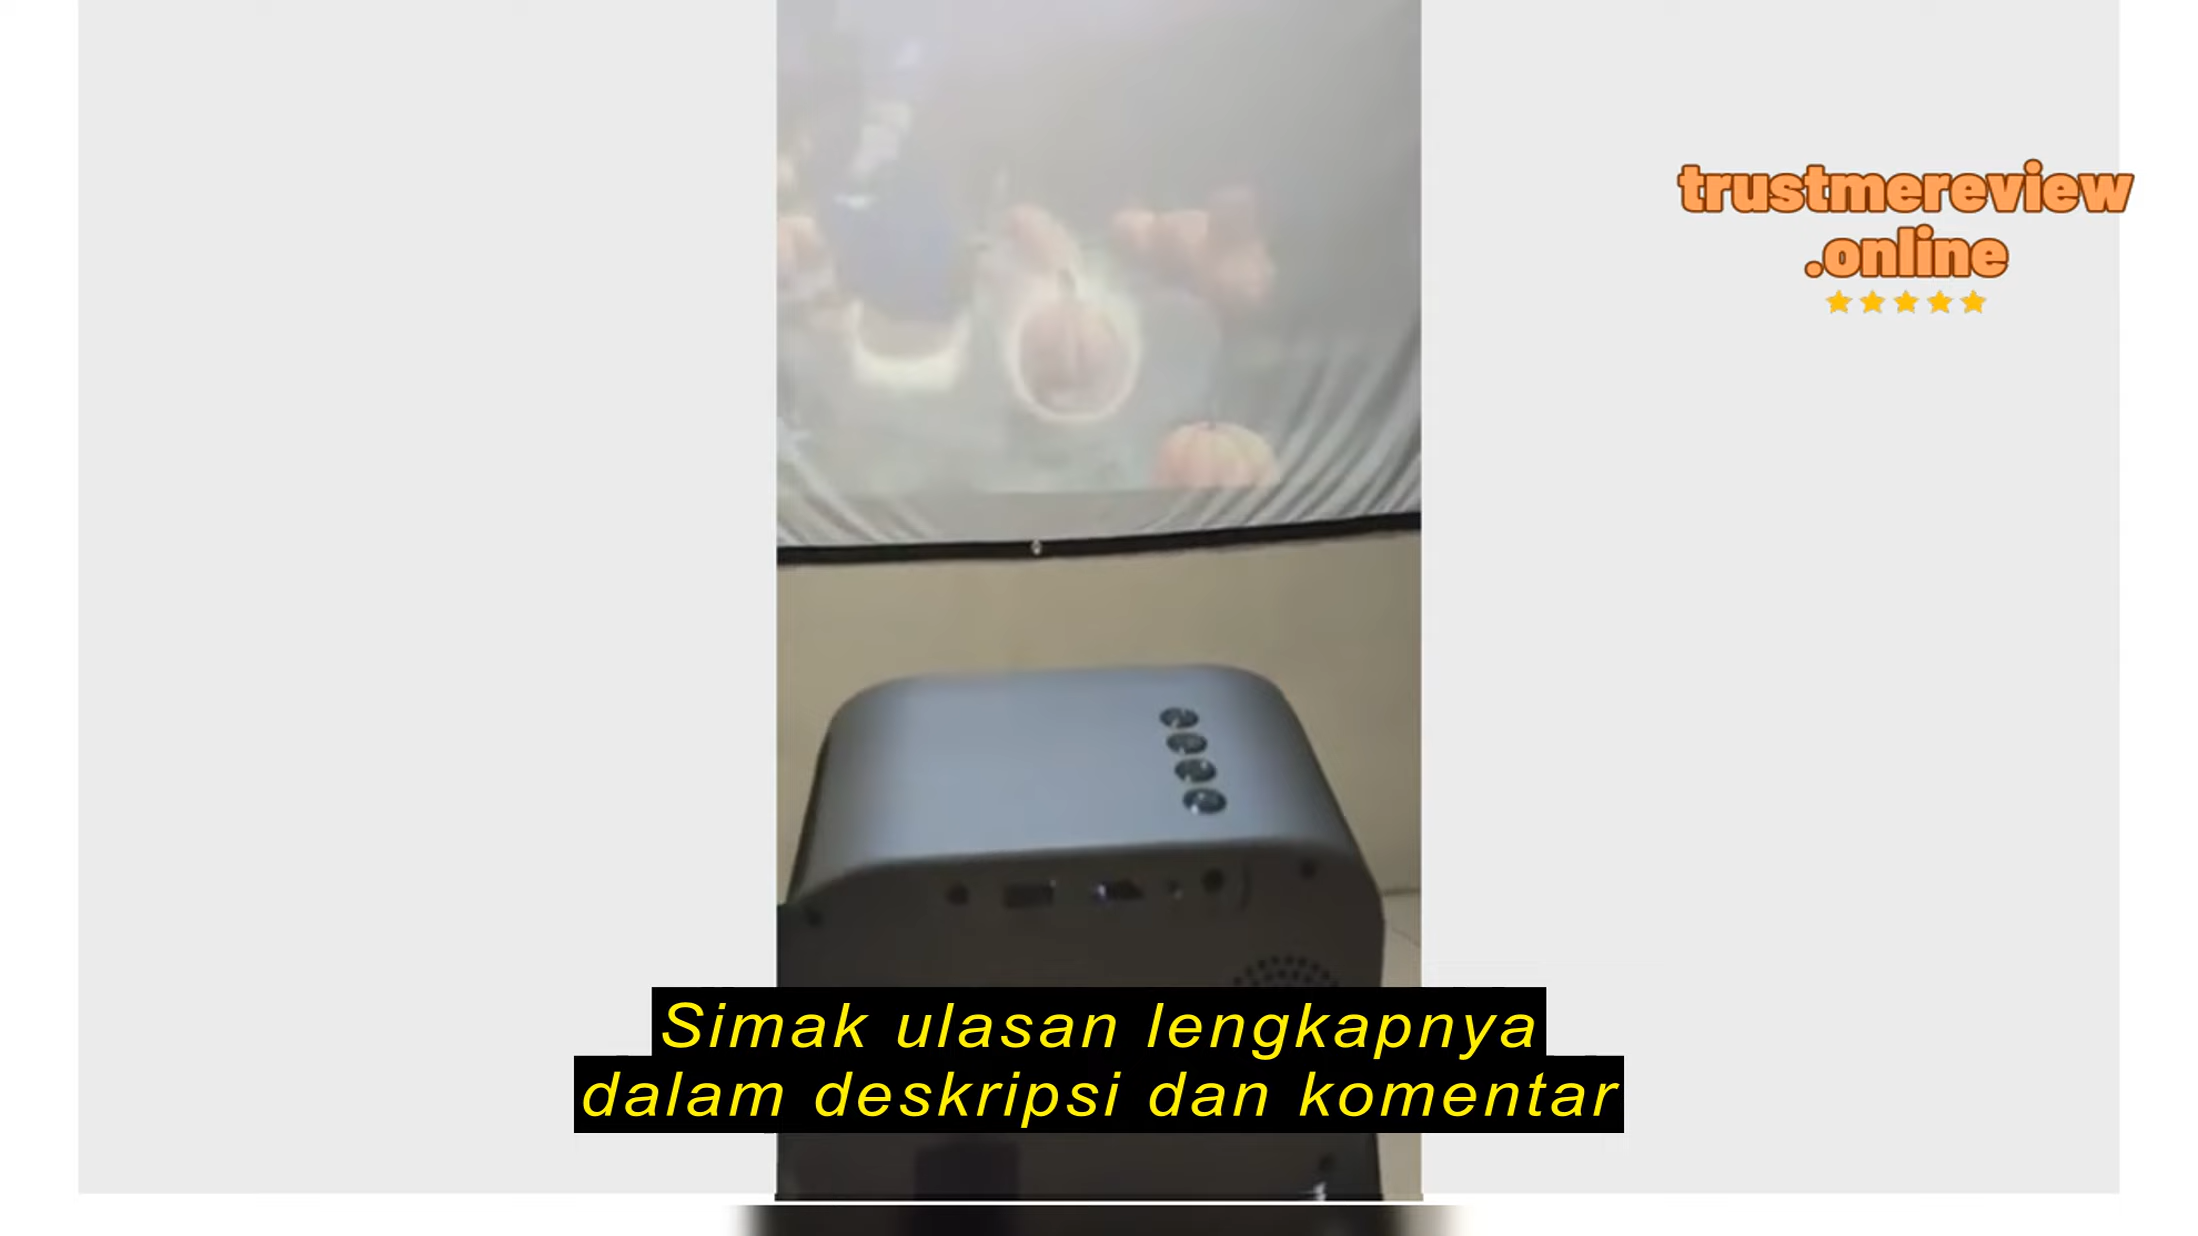 trustmereview
.online
Simak ulasan lengkapnya
dalam deskripsi dan komentar